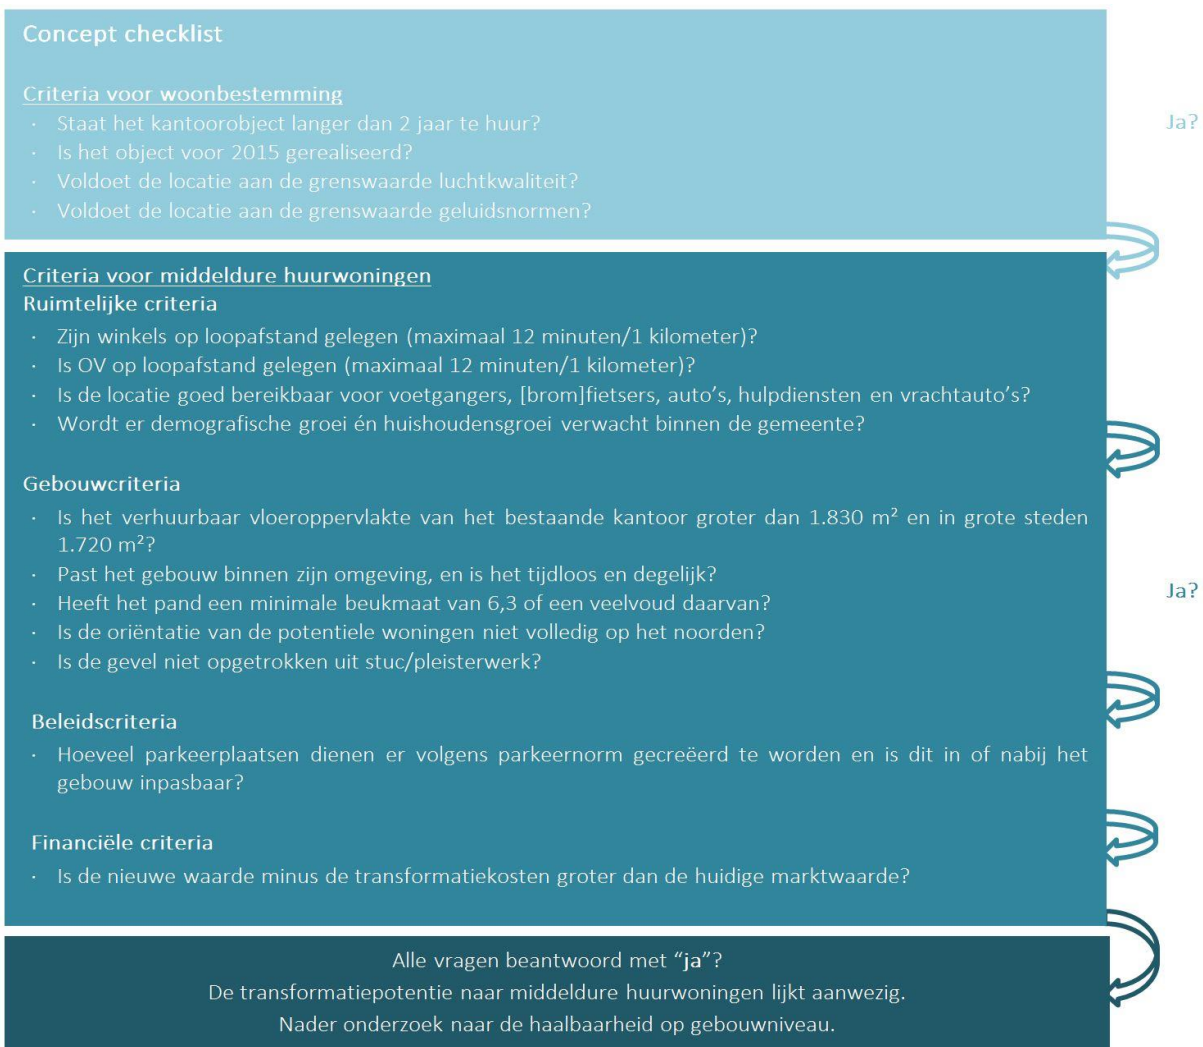 Concept checklist
Criteria voor woonbestemming
· Staat het kantoorobject langer dan 2 jaar te huur?
Ja?
· Is het object voor 2015 gerealiseerd?
· Voldoet de locatie aan de grenswaarde luchtkwaliteit?
· Voldoet de locatie aan de grenswaarde geluidsnormen?
Criteria voor middeldure huurwoningen
Ruimtelijke criteria
· Zijn winkels op loopafstand gelegen (maximaal 12 minuten/1 kilometer)?
· Is OV op loopafstand gelegen (maximaal 12 minuten/1 kilometer)?
· Is de locatie goed bereikbaar voor voetgangers, [brom]fietsers, auto’s, hulpdiensten en vrachtauto’s?
· Wordt er demografische groei én huishoudensgroei verwacht binnen de gemeente?
Gebouwcriteria
· Is het verhuurbaar vloeroppervlakte van het bestaande kantoor groter dan 1.830 m² en in grote steden
1.720 m²?
· Past het gebouw binnen zijn omgeving, en is het tijdloos en degelijk?
· Heeft het pand een minimale beukmaat van 6,3 of een veelvoud daarvan?
Ja?
· Is de oriëntatie van de potentiele woningen niet volledig op het noorden?
· Is de gevel niet opgetrokken uit stuc/pleisterwerk?
Beleidscriteria
· Hoeveel parkeerplaatsen dienen er volgens parkeernorm gecreëerd te worden en is dit in of nabij het
gebouw inpasbaar?
Financiële criteria
· Is de nieuwe waarde minus de transformatiekosten groter dan de huidige marktwaarde?
Alle vragen beantwoord met “ja”?
De transformatiepotentie naar middeldure huurwoningen lijkt aanwezig.
Nader onderzoek naar de haalbaarheid op gebouwniveau.